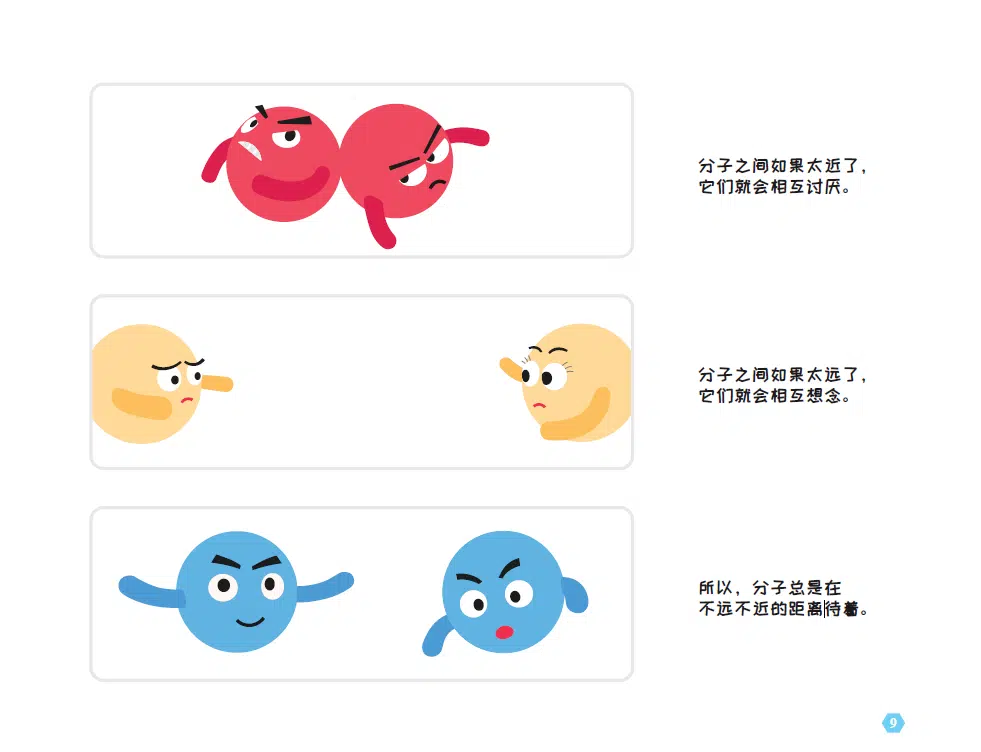 分子之间如果太近了，
它们就会相互讨厌。
分子之间如果太远了，
它们就会相互想念。
所以，分子总是在
不远不近的距离待着。
9